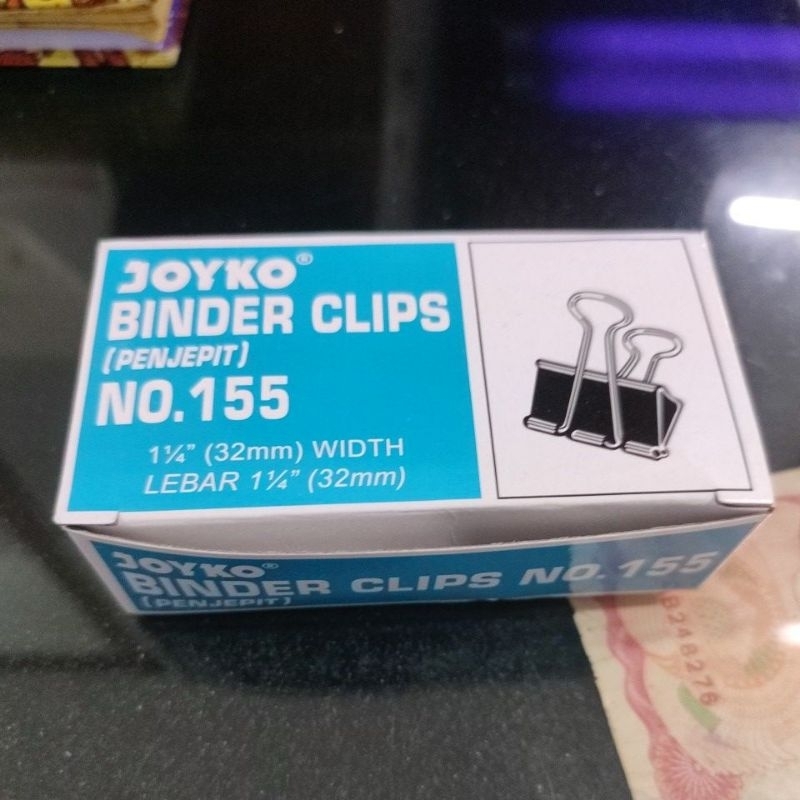 JOYKO®
BINDER CLIPS
(PENJEPIT)
NO.155
1¼” (32mm) WIDTH
LEBAR 1¼” (32mm)
JOYKO®
BINDER CLIPS NO.155
(PENJEPIT)
8248276